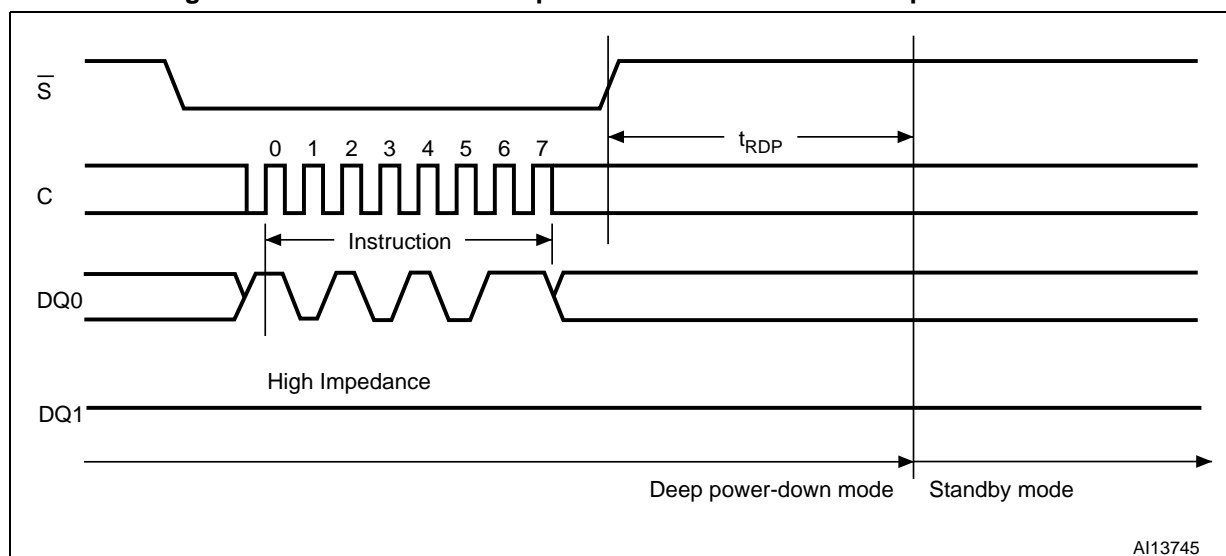 S̅
0 1 2 3 4 5 6 7
tRDP
C
Instruction
DQ0
High Impedance
DQ1
Deep power-down mode Standby mode
AI13745